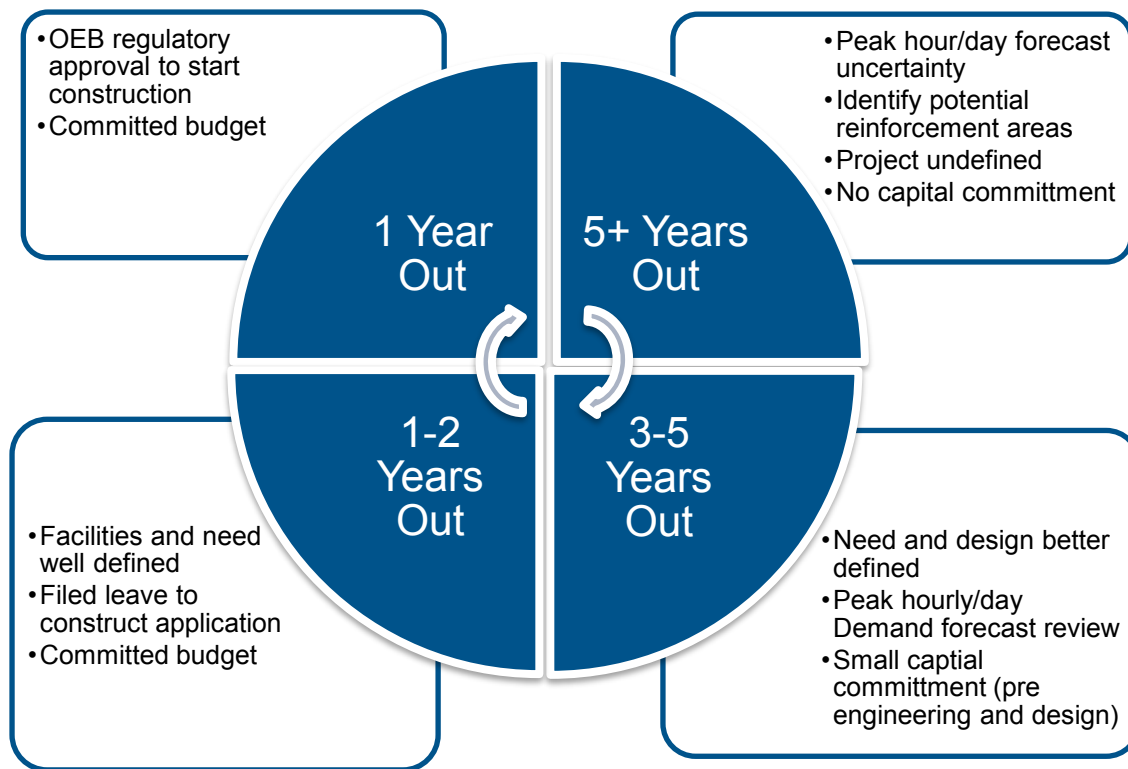 •OEB regulatory
approval to start
construction
•Committed budget
•Peak hour/day forecast
uncertainty
•Identify potential
reinforcement areas
•Project undefined
•No capital committment
1 Year
Out
5+ Years
Out
1-2
Years
Out
3-5
Years
Out
•Facilities and need
well defined
•Filed leave to
construct application
•Committed budget
•Need and design better
defined
•Peak hourly/day
Demand forecast review
•Small captial
committment (pre
engineering and design)